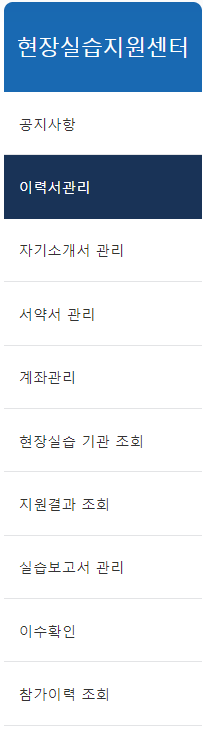 현장실습지원센터
공지사항
이력서관리
자기소개서 관리
서약서 관리
계좌관리
현장실습 기관 조회
지원결과 조회
실습보고서 관리
이수확인
참가이력 조회